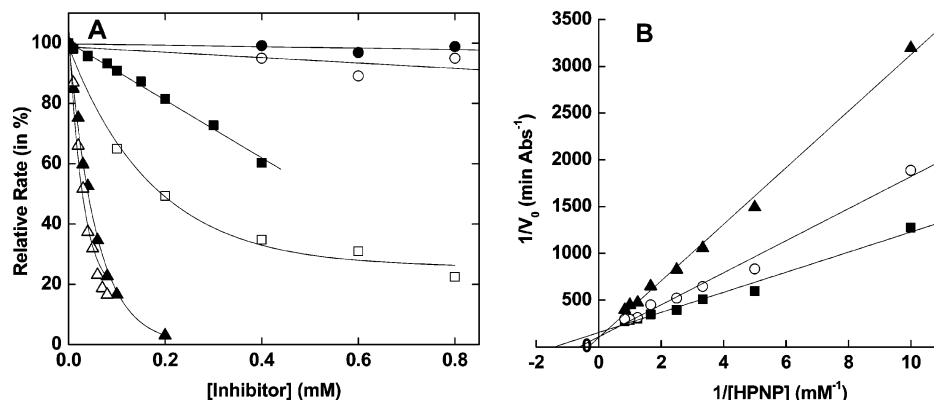 A
100
80
60
40
20
0
0.0 0.2 0.4 0.6 0.8
Relative Rate (in %)
[Inhibitor] (mM)
B
3500
3000
2500
2000
1500
1000
500
0
-2 0 2 4 6 8 10
1/V0 (min Abs-1)
1/[HPNP] (mM-1)